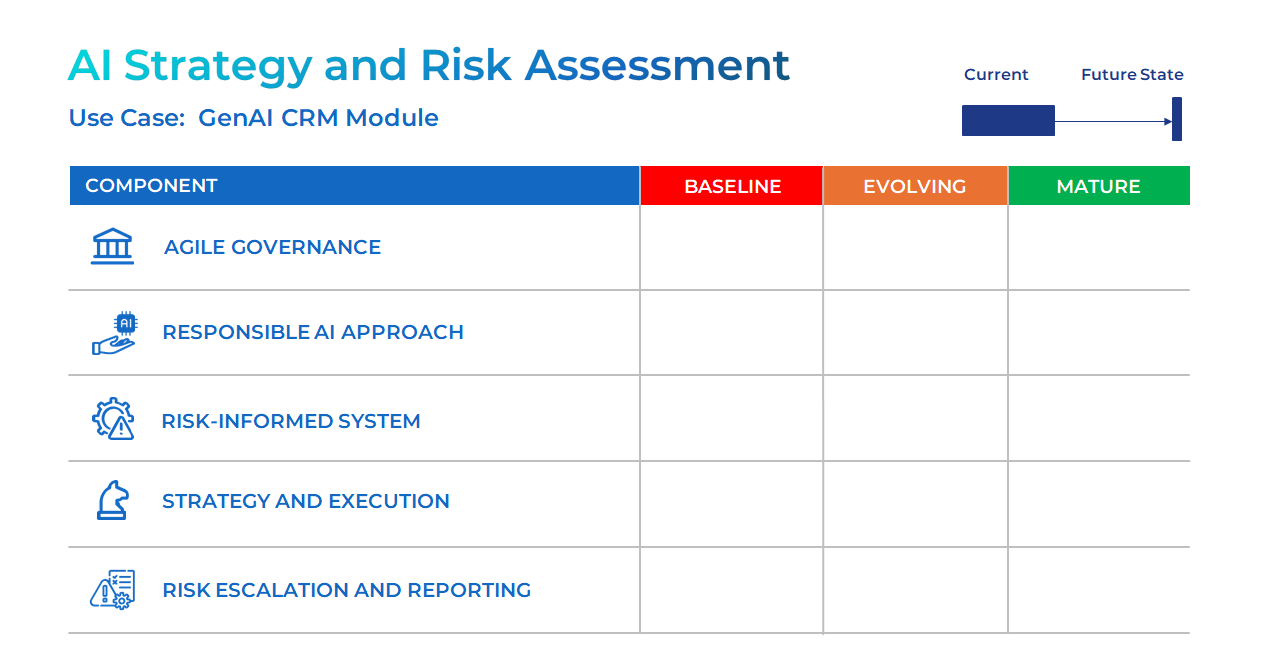 AI Strategy and Risk Assessment
Current Future State
Use Case: GenAI CRM Module
COMPONENT BASELINE EVOLVING MATURE
AGILE GOVERNANCE
AI
RESPONSIBLE AI APPROACH
RISK-INFORMED SYSTEM
STRATEGY AND EXECUTION
RISK ESCALATION AND REPORTING